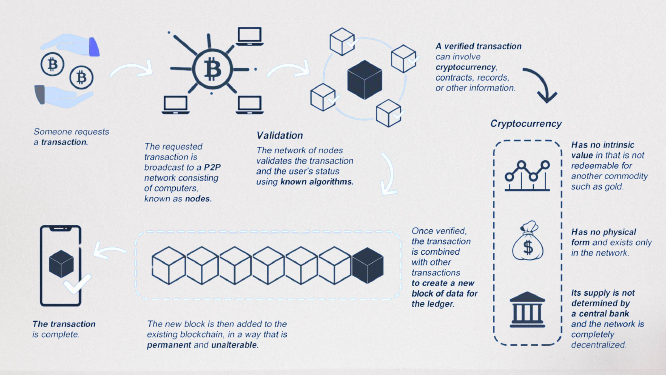 Someone requests
a transaction.
The requested
transaction is
broadcast to a P2P
network consisting
of computers,
known as nodes.
Validation
The network of nodes
validates the transaction
and the user's status
using known algorithms.
A verified transaction
can involve
cryptocurrency,
contracts, records,
or other information.
Cryptocurrency
Has no intrinsic
value in that is not
redeemable for
another commodity
such as gold.
Has no physical
form and exists only
in the network.
Its supply is not
determined by
a central bank
and the network is
completely
decentralized.
Once verified,
the transaction
is combined
with other
transactions
to create a new
block of data for
the ledger.
The new block is then added to the
existing blockchain, in a way that is
permanent and unalterable.
The transaction
is complete.